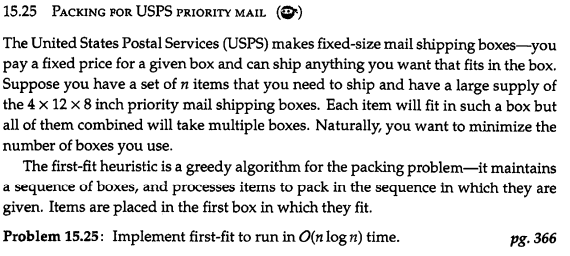 15.25 PACKING FOR USPS PRIORITY MAIL
The United States Postal Services (USPS) makes fixed-size mail shipping boxes—you
pay a fixed price for a given box and can ship anything you want that fits in the box.
Suppose you have a set of n items that you need to ship and have a large supply of
the 4 × 12 × 8 inch priority mail shipping boxes. Each item will fit in such a box but
all of them combined will take multiple boxes. Naturally, you want to minimize the
number of boxes you use.
The first-fit heuristic is a greedy algorithm for the packing problem—it maintains
a sequence of boxes, and processes items to pack in the sequence in which they are
given. Items are placed in the first box in which they fit.
Problem 15.25: Implement first-fit to run in O(n log n) time. pg. 366